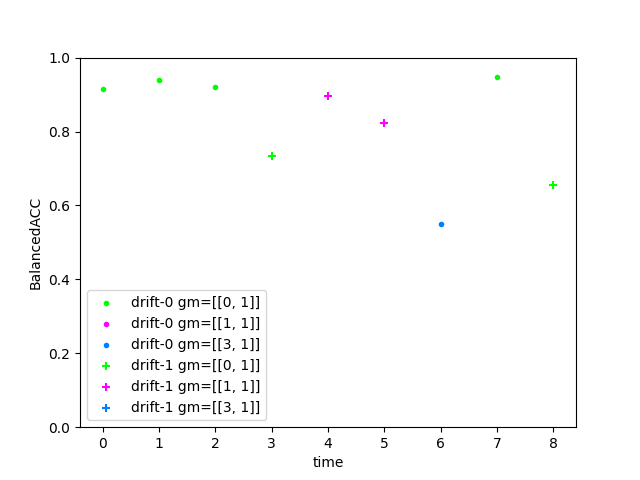 1.0
0.8
0.6
0.4
0.2
0.0
BalancedACC
drift-0 gm=[[0, 1]]
drift-0 gm=[[1, 1]]
drift-0 gm=[[3, 1]]
drift-1 gm=[[0, 1]]
drift-1 gm=[[1, 1]]
drift-1 gm=[[3, 1]]
0 1 2 3 4 5 6 7 8
time